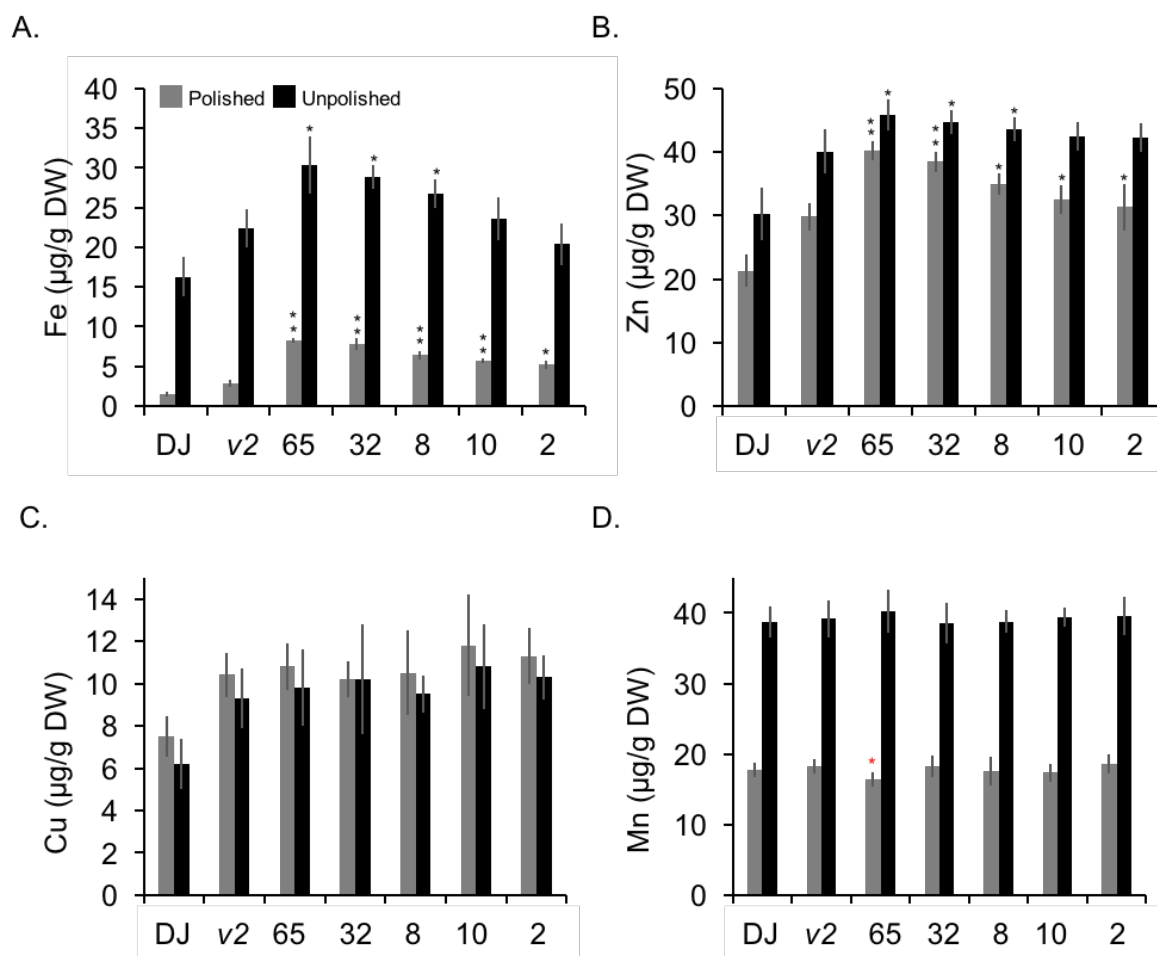 A.
B.
Fe (µg/g DW)
40
35
30
25
20
15
10
5
0
Polished Unpolished
* * *
** ** ** ** *
DJ v2 65 32 8 10 2
Zn (µg/g DW)
50
40
30
20
10
0
* * *
** ** * * *
DJ v2 65 32 8 10 2
C.
D.
Cu (µg/g DW)
14
12
10
8
6
4
2
0
DJ v2 65 32 8 10 2
Mn (µg/g DW)
40
30
20
10
0
*
DJ v2 65 32 8 10 2